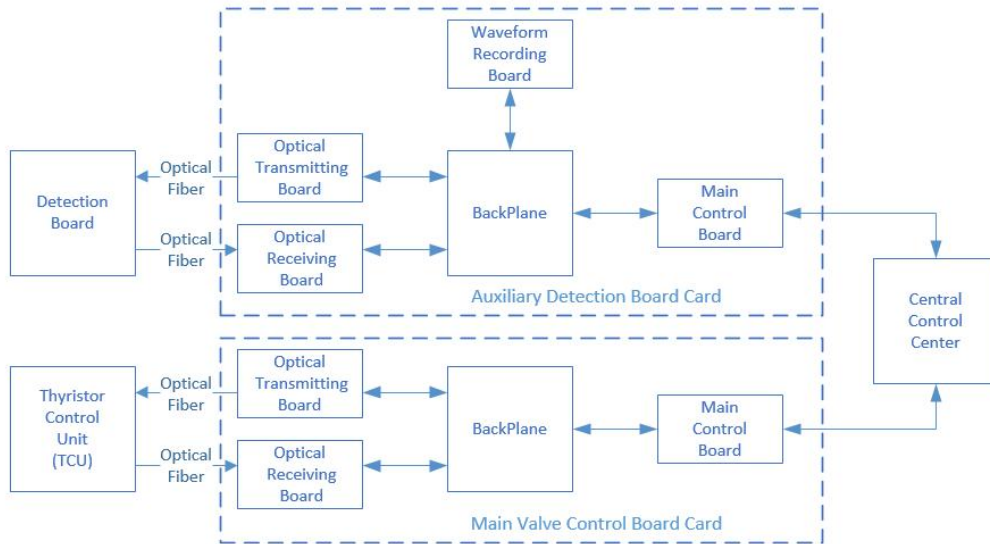 Waveform
Recording
Board
Optical
Transmitting
Board
Optical
Fiber
Detection
Board
BackPlane
Main
Control
Board
Optical
Fiber
Optical
Receiving
Board
Auxiliary Detection Board Card
Central
Control
Center
Optical
Transmitting
Board
Optical
Fiber
Thyristor
Control
Unit
(TCU)
BackPlane
Main
Control
Board
Optical
Fiber
Optical
Receiving
Board
Main Valve Control Board Card